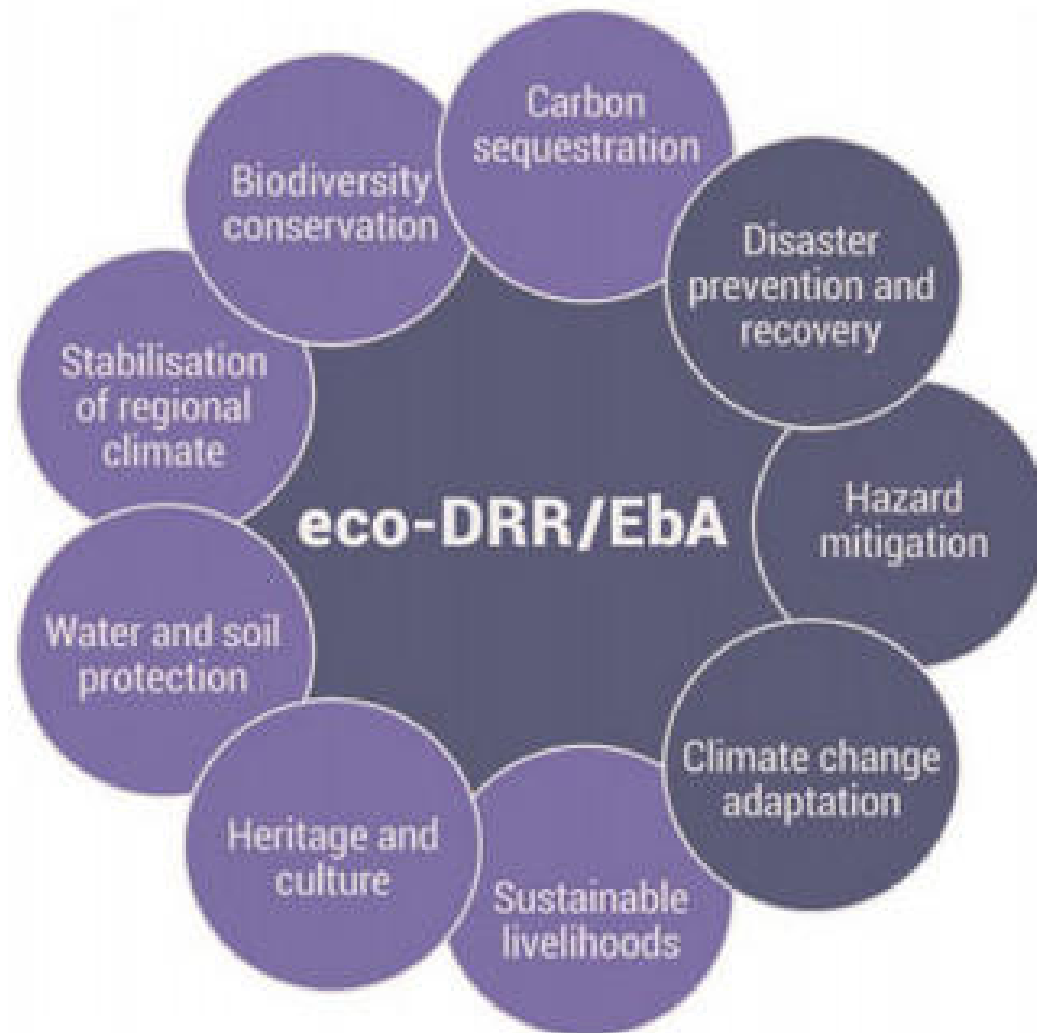 Carbon
sequestration
Disaster
prevention and
recovery
Hazard
mitigation
Climate change
adaptation
Sustainable
livelihoods
Heritage and
culture
Water and soil
protection
Stabilisation
of regional
climate
Biodiversity
conservation
eco-DRR/EbA